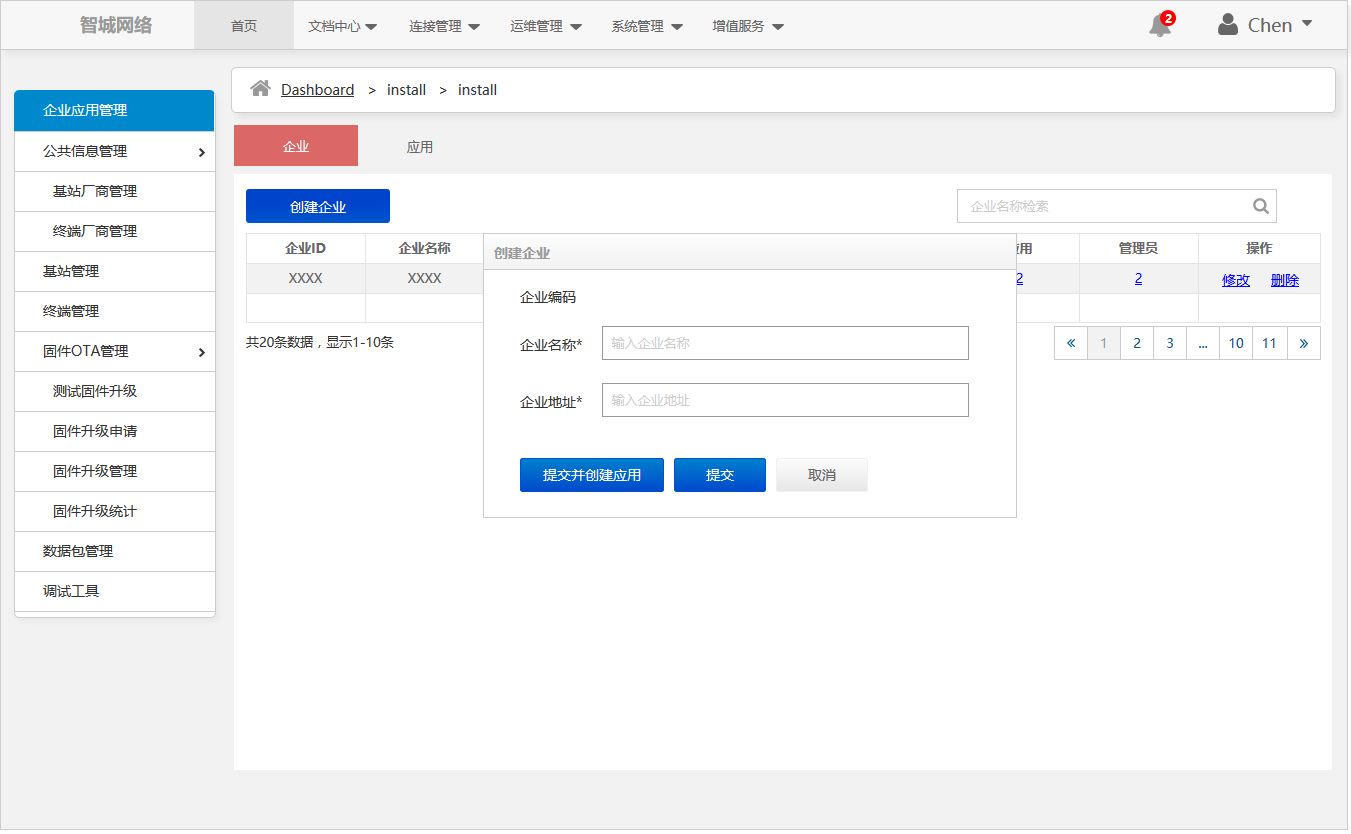 智城网络 首页 文档中心 连接管理 运维管理 系统管理 增值服务 2 Chen
Dashboard > install > install
企业应用管理
公共信息管理
基站厂商管理
终端厂商管理
基站管理
终端管理
固件OTA管理
测试固件升级
固件升级申请
固件升级管理
固件升级统计
数据包管理
调试工具
企业 应用
创建企业 企业名称检索
企业ID 企业名称 用 管理员 操作
XXXX XXXX 2 2 修改 删除
共20条数据，显示1-10条 « 1 2 3 ... 10 11 »
创建企业
企业编码
企业名称* 输入企业名称
企业地址* 输入企业地址
提交并创建应用 提交 取消